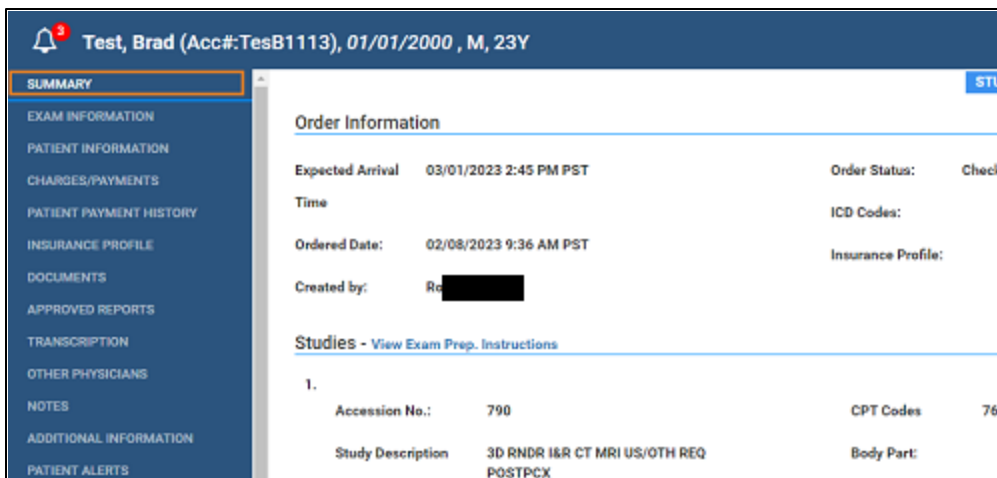 3
Test, Brad (Acc#:TesB1113), 01/01/2000 , M, 23Y
SUMMARY
EXAM INFORMATION
PATIENT INFORMATION
CHARGES/PAYMENTS
PATIENT PAYMENT HISTORY
INSURANCE PROFILE
DOCUMENTS
APPROVED REPORTS
TRANSCRIPTION
OTHER PHYSICIANS
NOTES
ADDITIONAL INFORMATION
PATIENT ALERTS
STU
Order Information
Expected Arrival Time 03/01/2023 2:45 PM PST
Ordered Date: 02/08/2023 9:36 AM PST
Created by: Ro
Order Status: Check
ICD Codes:
Insurance Profile:
Studies - View Exam Prep. Instructions
1.
Accession No.: 790
CPT Codes 76
Study Description 3D RNDR I&R CT MRI US/OTH REQ
POSTPCX
Body Part: